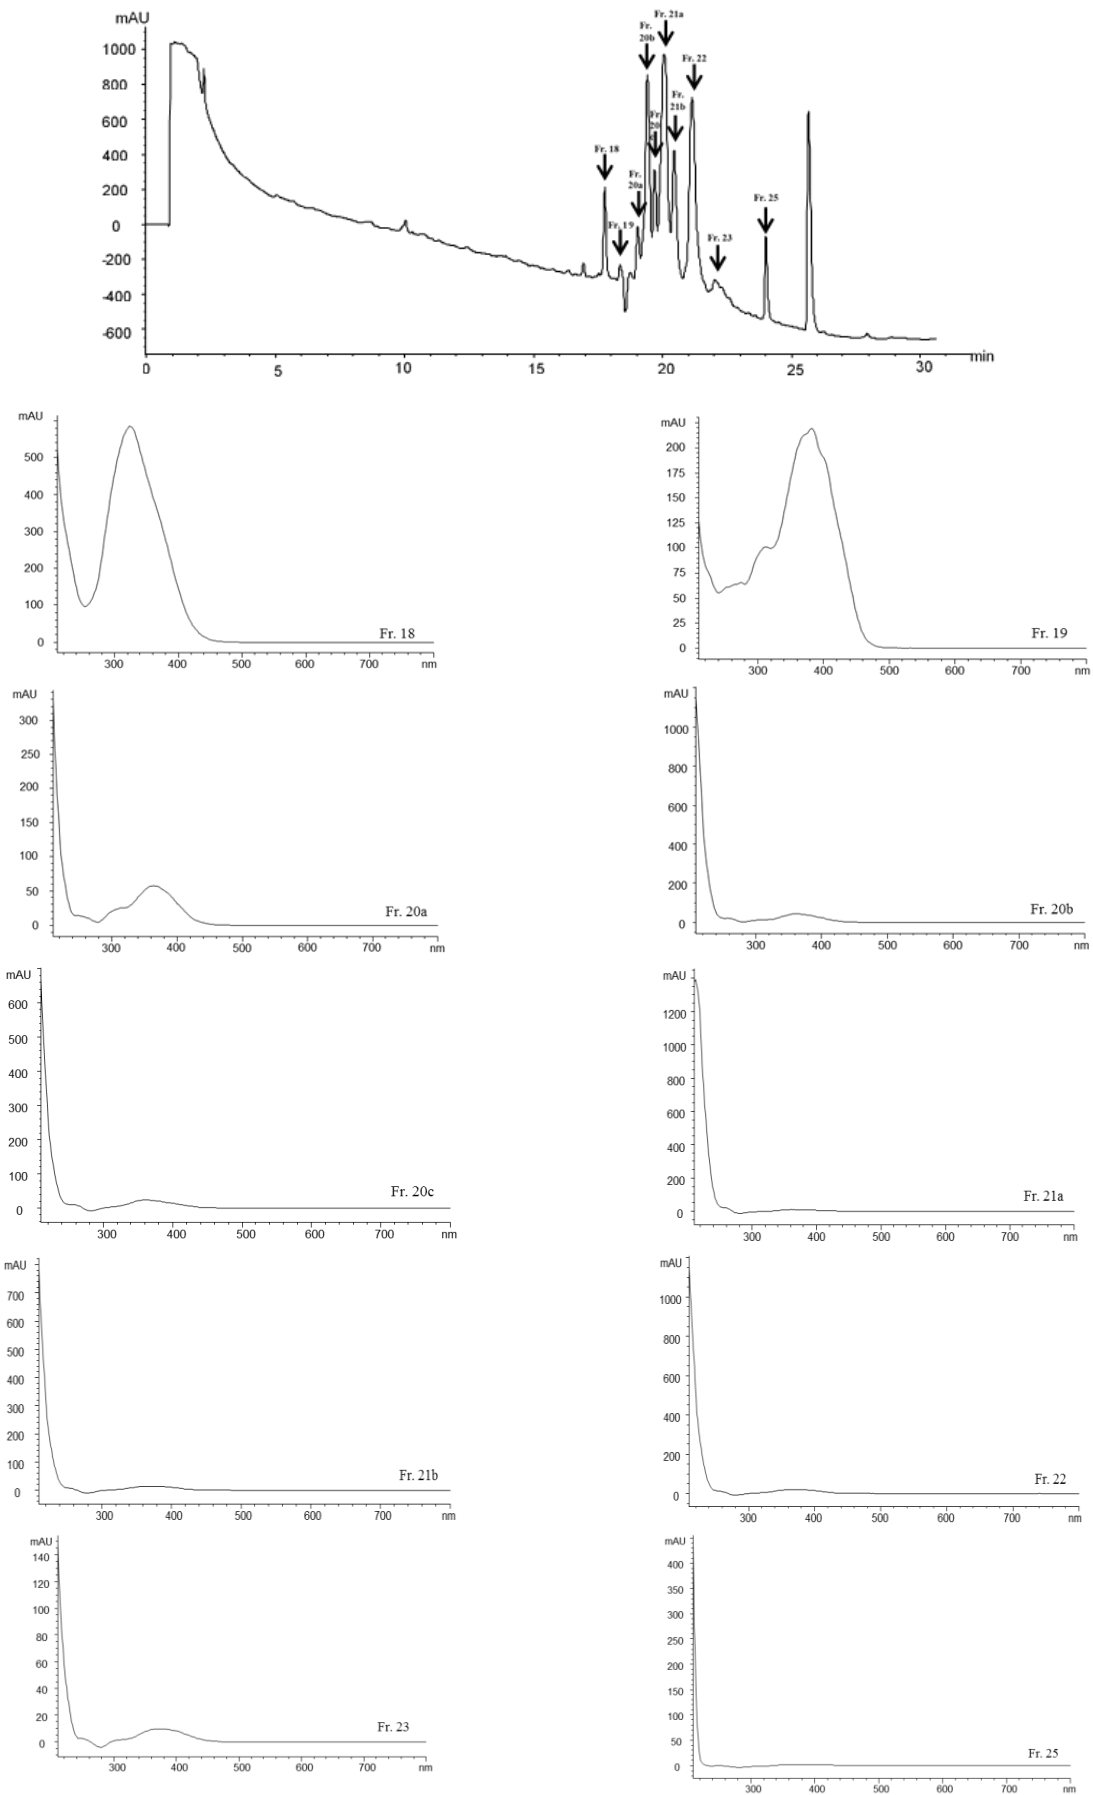 mAU
Fr. 21a
Fr.
20b
Fr. 22
Fr.
21b
Fr.
20
Fr. 18
Fr.
20a
Fr. 19
Fr. 25
Fr. 23
1000
800
600
400
200
0
-200
-400
-600
0 5 10 15 20 25 30 min
mAU
500
400
300
200
100
0
Fr. 18
300 400 500 600 700 nm
mAU
200
175
150
125
100
75
50
25
0
Fr. 19
300 400 500 600 700 nm
mAU
300
250
200
150
100
50
0
Fr. 20a
300 400 500 600 700 nm
mAU
1000
800
600
400
200
0
Fr. 20b
300 400 500 600 700 nm
mAU
600
500
400
300
200
100
0
Fr. 20c
300 400 500 600 700 nm
mAU
1200
1000
800
600
400
200
0
Fr. 21a
300 400 500 600 700 nm
mAU
700
600
500
400
300
200
100
0
Fr. 21b
300 400 500 600 700 nm
mAU
1000
800
600
400
200
0
Fr. 22
300 400 500 600 700 nm
mAU
140
120
100
80
60
40
20
0
Fr. 23
300 400 500 600 700 nm
mAU
400
350
300
250
200
150
100
50
0
Fr. 25
300 400 500 600 700 nm